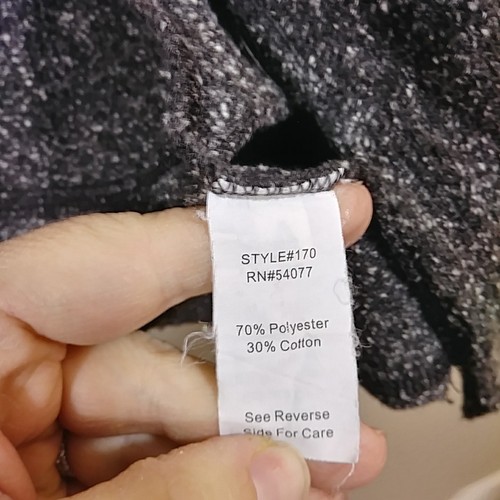 STYLE#170
RN#54077
70% Polyester
30% Cotton
See Reverse
Side For Care